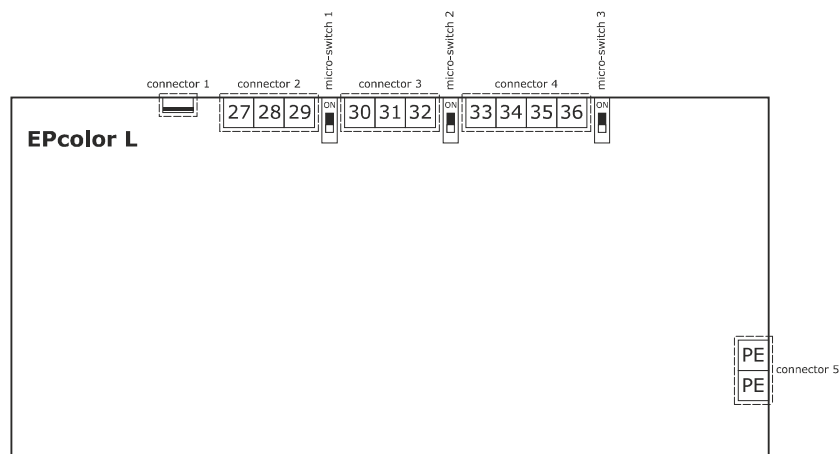 micro-switch 1
micro-switch 2
micro-switch 3
connector 1
connector 2
connector 3
connector 4
27 28 29
ON
30 31 32
ON
33 34 35 36
ON
EPcolor L
PE
PE
connector 5